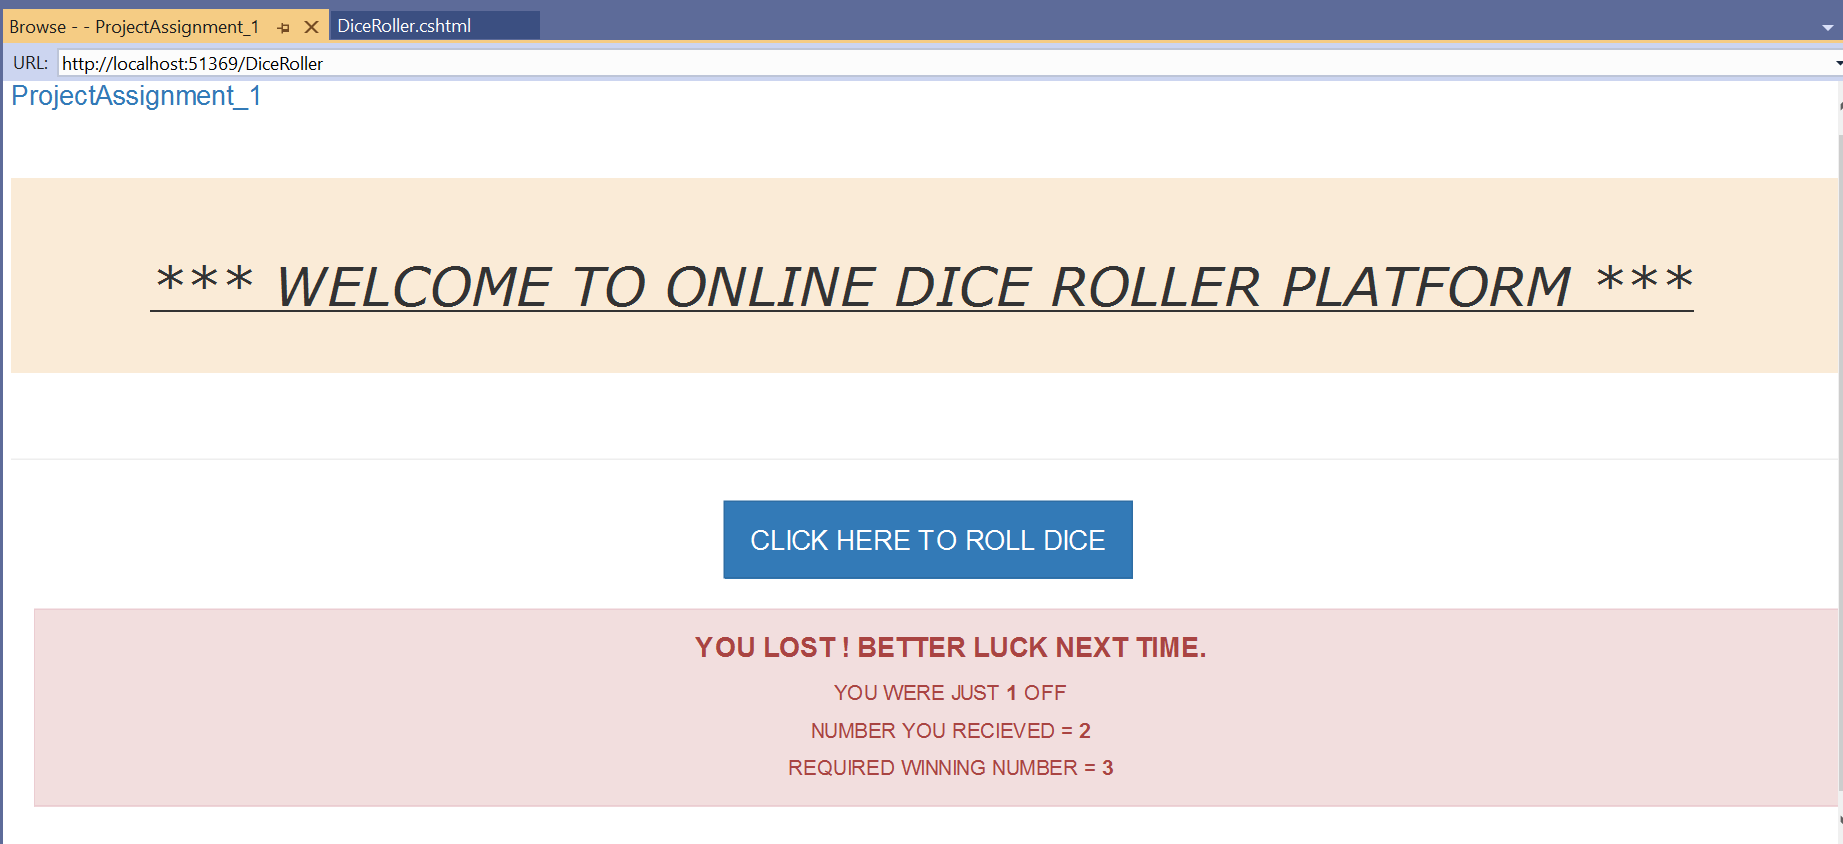 Browse - - ProjectAssignment_1 DiceRoller.cshtml
URL: http://localhost:51369/DiceRoller
ProjectAssignment_1
*** WELCOME TO ONLINE DICE ROLLER PLATFORM ***
CLICK HERE TO ROLL DICE
YOU LOST ! BETTER LUCK NEXT TIME.
YOU WERE JUST 1 OFF
NUMBER YOU RECIEVED = 2
REQUIRED WINNING NUMBER = 3